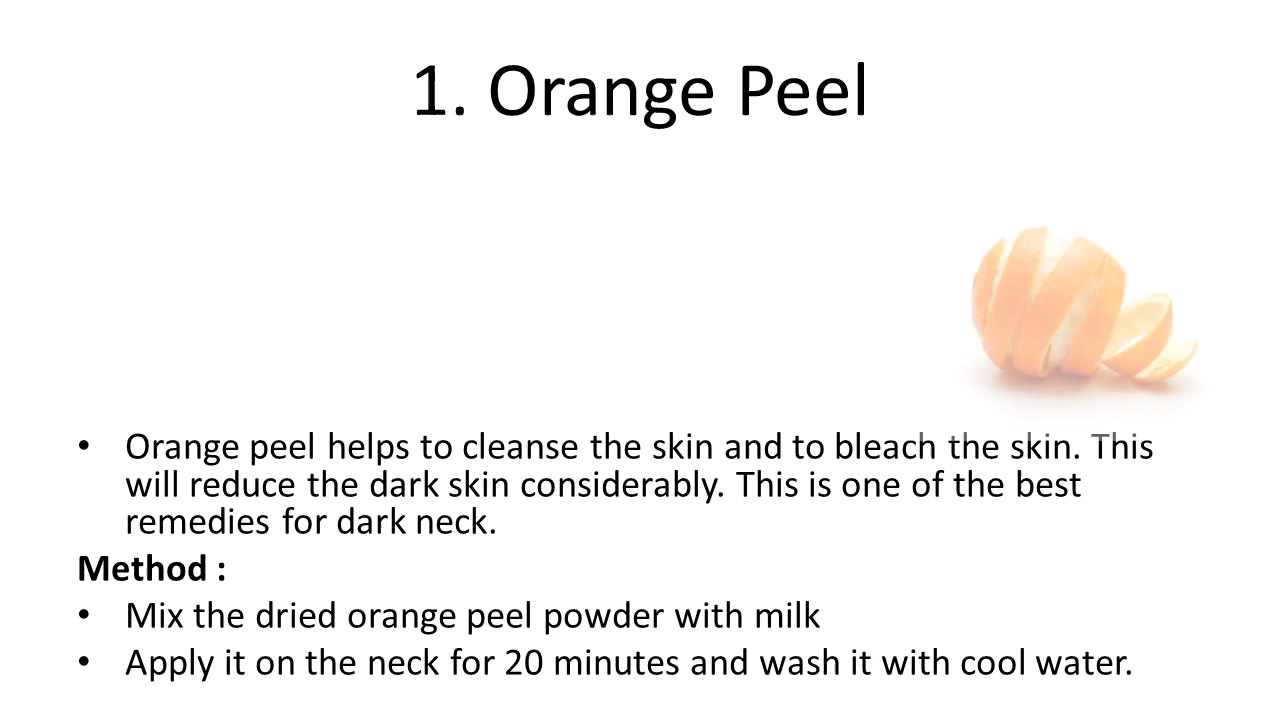 1. Orange Peel
• Orange peel helps to cleanse the skin and to bleach the skin. This
will reduce the dark skin considerably. This is one of the best
remedies for dark neck.
Method :
• Mix the dried orange peel powder with milk
• Apply it on the neck for 20 minutes and wash it with cool water.